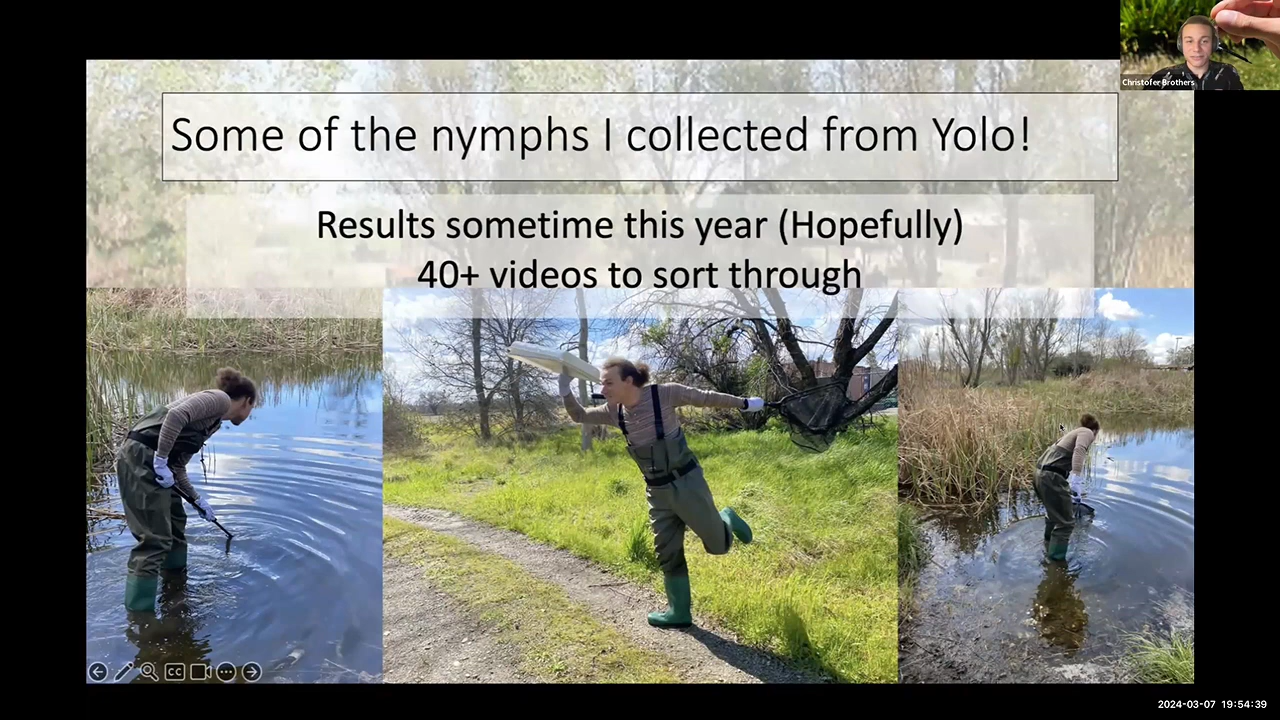 Christofer Brothers
Some of the nymphs I collected from Yolo!
Results sometime this year (Hopefully)
40+ videos to sort through
CC
2024-03-07 19:54:39